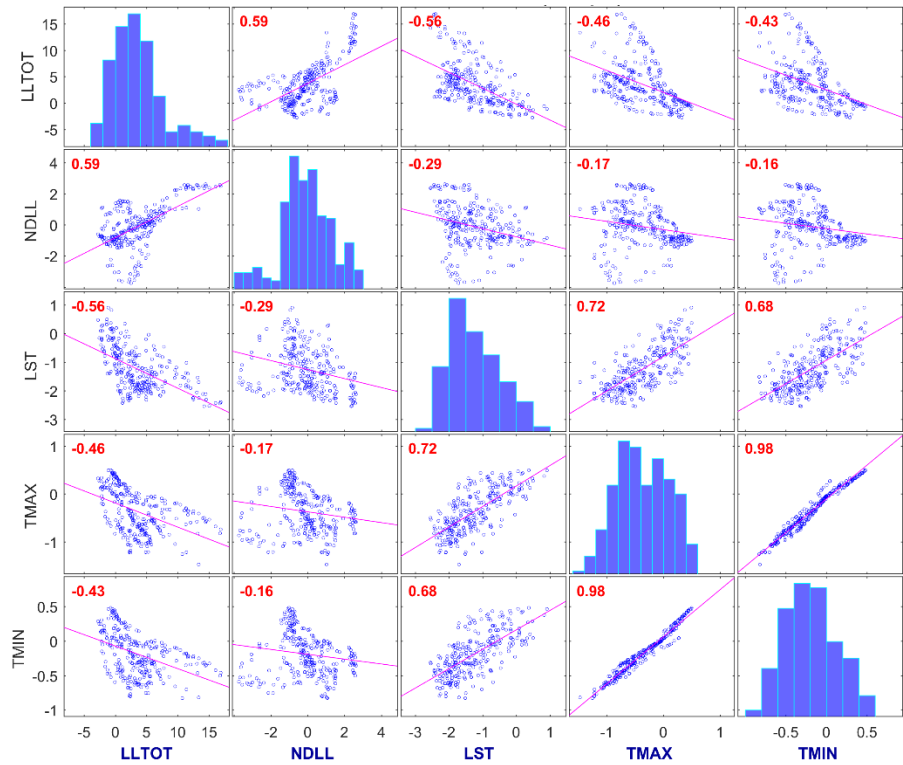 0.59 -0.56 -0.46 -0.43
LLTOT 15 10 5 0 -5
0.59 -0.29 -0.17 -0.16
NDLL 4 2 0 -2
-0.56 -0.29 0.72 0.68
LST 1 0 -1 -2 -3
-0.46 -0.17 0.72 0.98
TMAX 1 0 -1
-0.43 -0.16 0.68 0.98
TMIN 0.5 0 -0.5 -1
-5 0 5 10 15 -4 -2 0 2 4 -3 -2 -1 0 1 -1 0 1 -1 -0.5 0 0.5
LLTOT NDLL LST TMAX TMIN